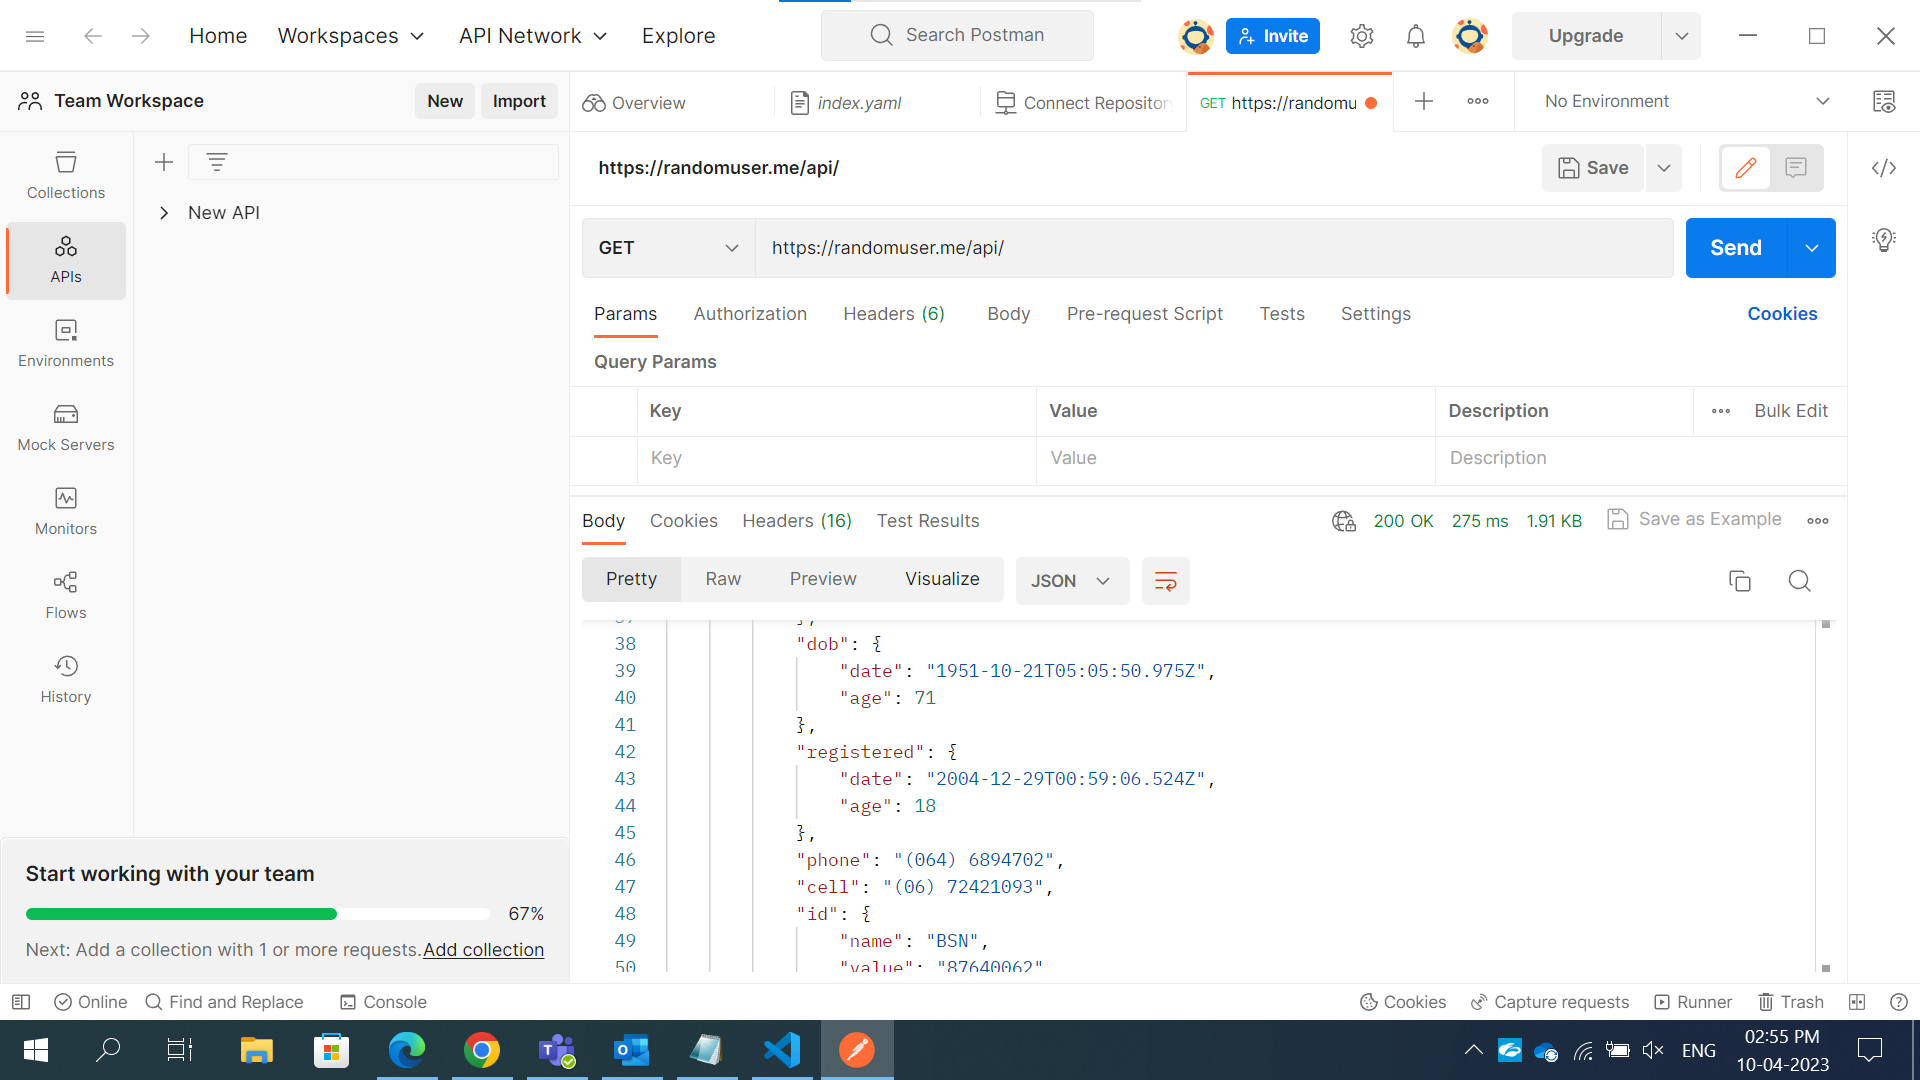 Home
Workspaces
API Network
Explore
Search Postman
Invite
Upgrade
Team Workspace
New
Import
Overview
index.yaml
Connect Repository
GET https://randomu
No Environment
Collections
APIs
Environments
Mock Servers
Monitors
Flows
History
New API
https://randomuser.me/api/
Save
GET
https://randomuser.me/api/
Send
Params
Authorization
Headers (6)
Body
Pre-request Script
Tests
Settings
Cookies
Query Params
Key
Value
Description
Bulk Edit
Key
Value
Description
Body
Cookies
Headers (16)
Test Results
200 OK
275 ms
1.91 KB
Save as Example
Pretty
Raw
Preview
Visualize
JSON
37 },
38 "dob": {
39 "date": "1951-10-21T05:05:50.975Z",
40 "age": 71
41 },
42 "registered": {
43 "date": "2004-12-29T00:59:06.524Z",
44 "age": 18
45 },
46 "phone": "(064) 6894702",
47 "cell": "(06) 72421093",
48 "id": {
49 "name": "BSN",
50 "value": "87640062"
Start working with your team
67%
Next: Add a collection with 1 or more requests. Add collection
Online
Find and Replace
Console
Cookies
Capture requests
Runner
Trash
ENG
02:55 PM
10-04-2023